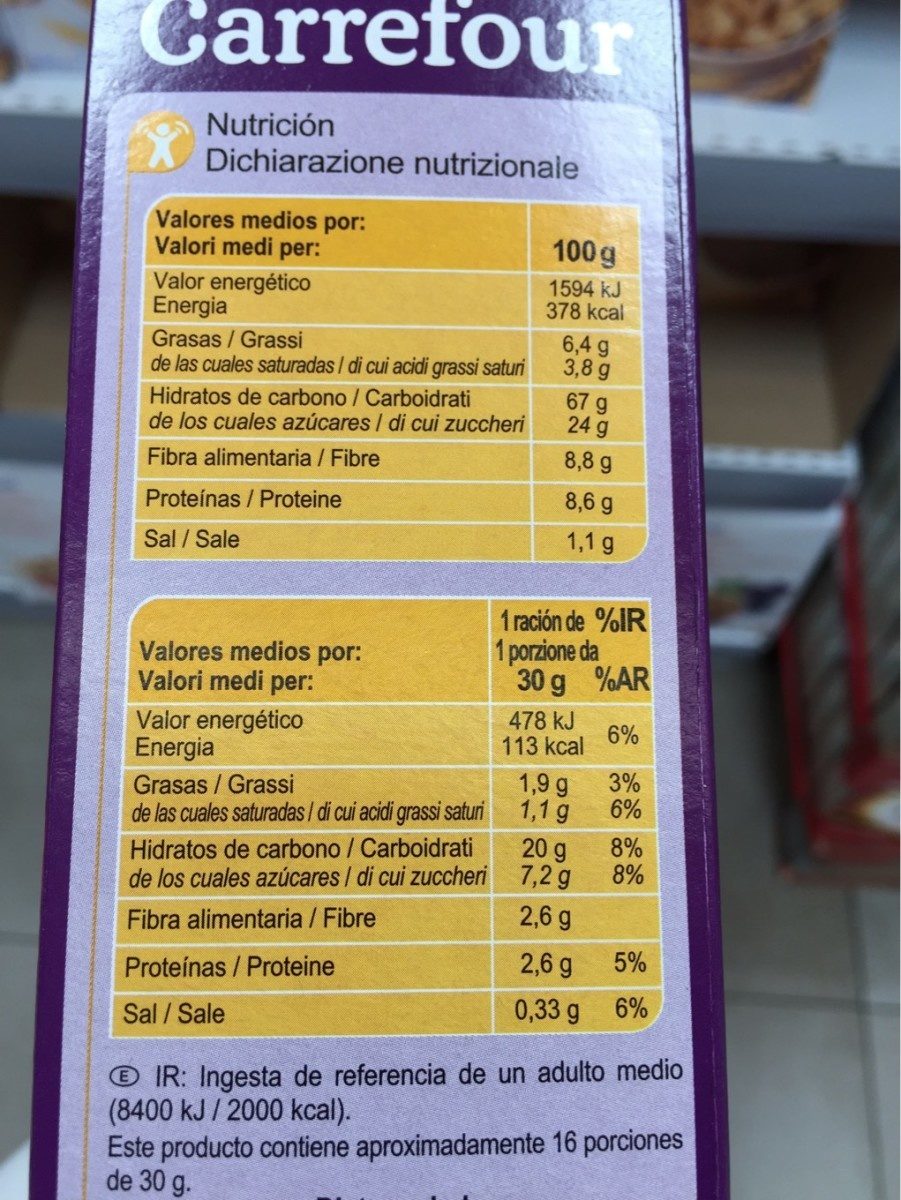 Carrefour
Nutrición
Dichiarazione nutrizionale
Valores medios por:
Valori medi per: 100 g
Valor energético 1594 kJ
Energia 378 kcal
Grasas / Grassi 6,4 g
de las cuales saturadas / di cui acidi grassi saturi 3,8 g
Hidratos de carbono / Carboidrati 67 g
de los cuales azúcares / di cui zuccheri 24 g
Fibra alimentaria / Fibre 8,8 g
Proteínas / Proteine 8,6 g
Sal / Sale 1,1 g
1 ración de %IR
Valores medios por: 1 porzione da
Valori medi per: 30 g %AR
Valor energético 478 kJ
Energia 113 kcal 6%
Grasas / Grassi 1,9 g 3%
de las cuales saturadas / di cui acidi grassi saturi 1,1 g 6%
Hidratos de carbono / Carboidrati 20 g 8%
de los cuales azúcares / di cui zuccheri 7,2 g 8%
Fibra alimentaria / Fibre 2,6 g
Proteínas / Proteine 2,6 g 5%
Sal / Sale 0,33 g 6%
E IR: Ingesta de referencia de un adulto medio
(8400 kJ / 2000 kcal).
Este producto contiene aproximadamente 16 porciones
de 30 g.